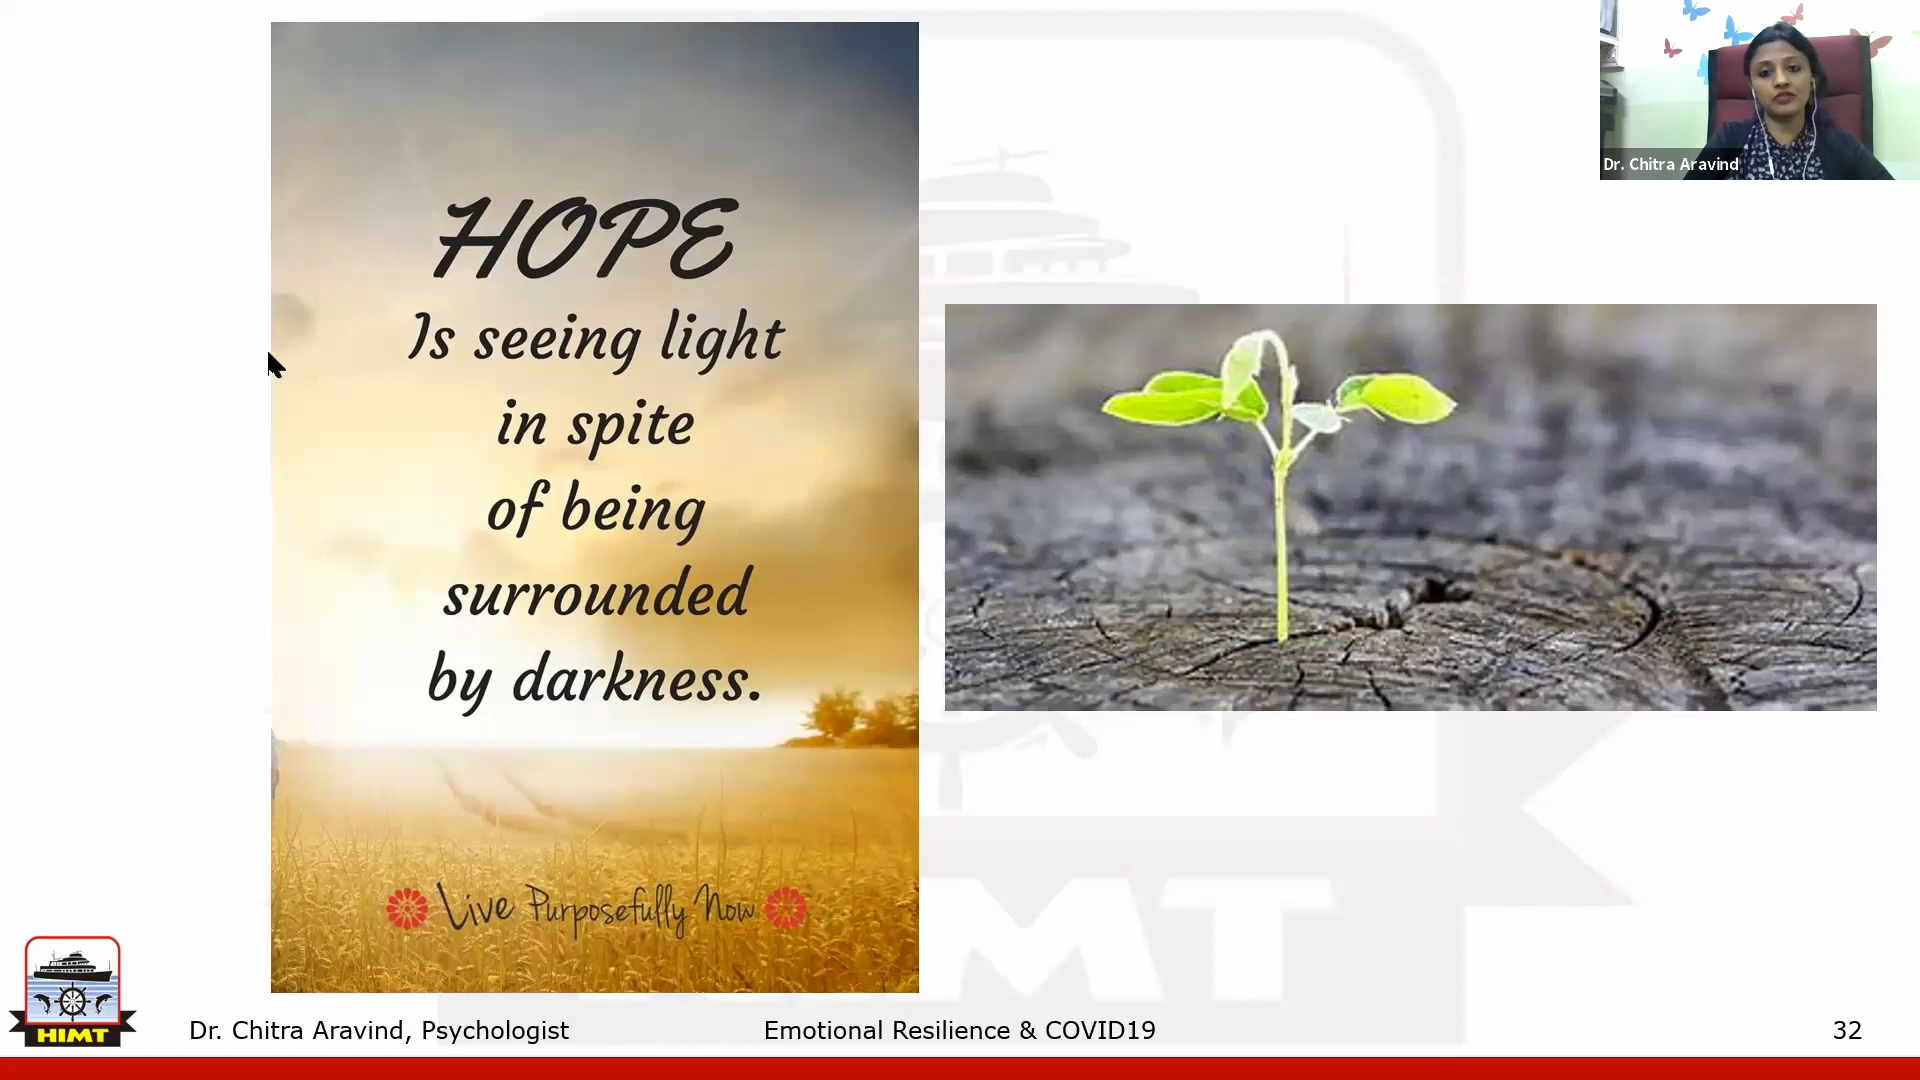 HOPE
Is seeing light
in spite
of being
surrounded
by darkness.
Live Purposefully Now
Dr. Chitra Aravind
HIMT
HIMT
Dr. Chitra Aravind, Psychologist
Emotional Resilience & COVID19
32